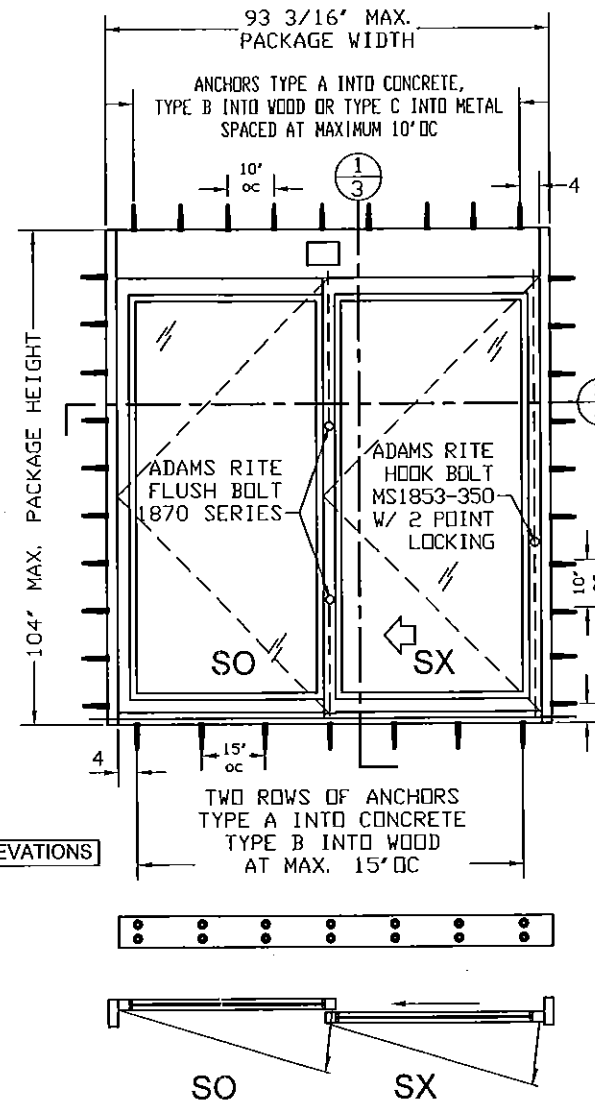 93 3/16" MAX.
PACKAGE WIDTH
ANCHORS TYPE A INTO CONCRETE,
TYPE B INTO WOOD OR TYPE C INTO METAL
SPACED AT MAXIMUM 10" OC
10"
OC
1
3
4
104" MAX. PACKAGE HEIGHT
ADAMS RITE
FLUSH BOLT
1870 SERIES
ADAMS RITE
HOOK BOLT
MS1853-350
W/ 2 POINT
LOCKING
10"
SO
SX
4
15"
OC
TWO ROWS OF ANCHORS
TYPE A INTO CONCRETE
TYPE B INTO WOOD
AT MAX. 15" OC
EVATIONS
SO
SX